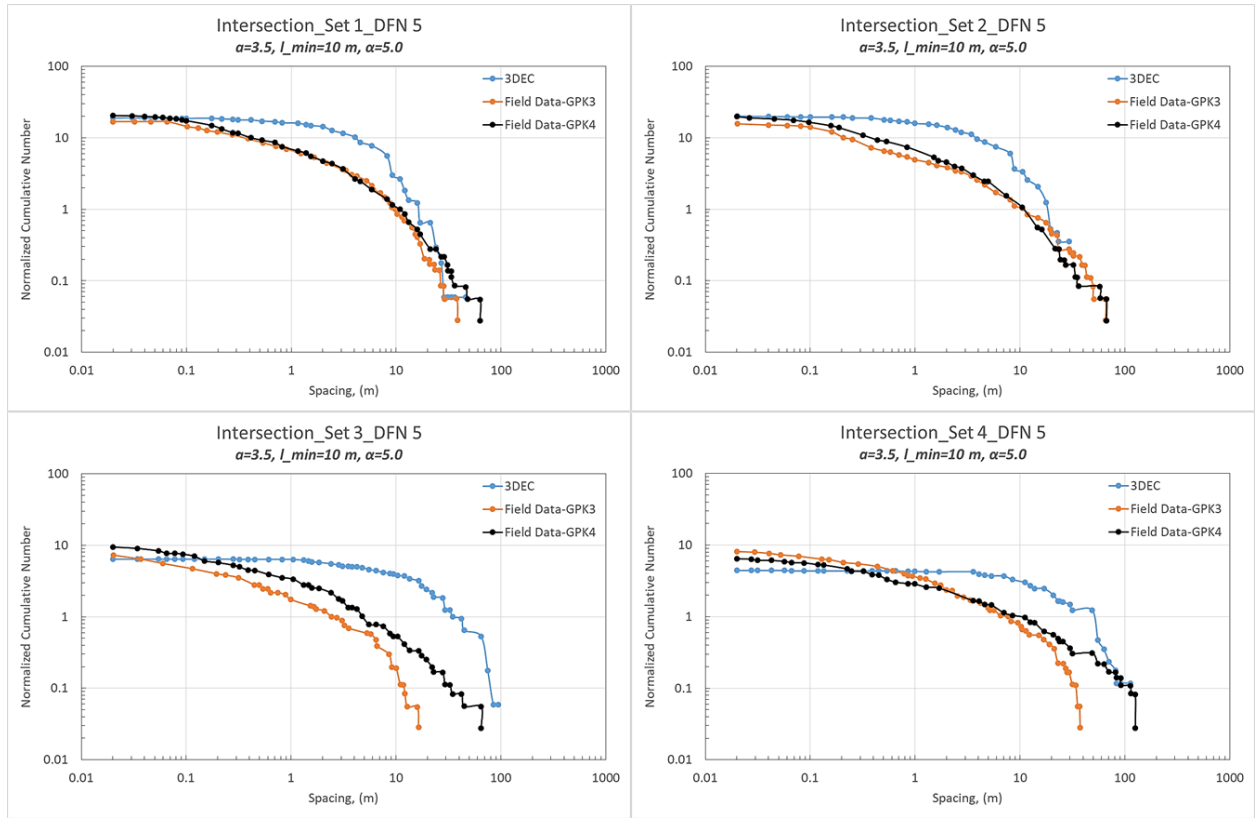 Intersection_Set 1_DFN 5
a=3.5, l_min=10 m, α=5.0
100
10
1
0.1
0.01
Normalized Cumulative Number
3DEC
Field Data-GPK3
Field Data-GPK4
0.01 0.1 1 10 100 1000
Spacing, (m)
Intersection_Set 2_DFN 5
a=3.5, l_min=10 m, α=5.0
100
10
1
0.1
0.01
Normalized Cumulative Number
3DEC
Field Data-GPK3
Field Data-GPK4
0.01 0.1 1 10 100 1000
Spacing, (m)
Intersection_Set 3_DFN 5
a=3.5, l_min=10 m, α=5.0
100
10
1
0.1
0.01
Normalized Cumulative Number
3DEC
Field Data-GPK3
Field Data-GPK4
0.01 0.1 1 10 100 1000
Spacing, (m)
Intersection_Set 4_DFN 5
a=3.5, l_min=10 m, α=5.0
100
10
1
0.1
0.01
Normalized Cumulative Number
3DEC
Field Data-GPK3
Field Data-GPK4
0.01 0.1 1 10 100 1000
Spacing, (m)